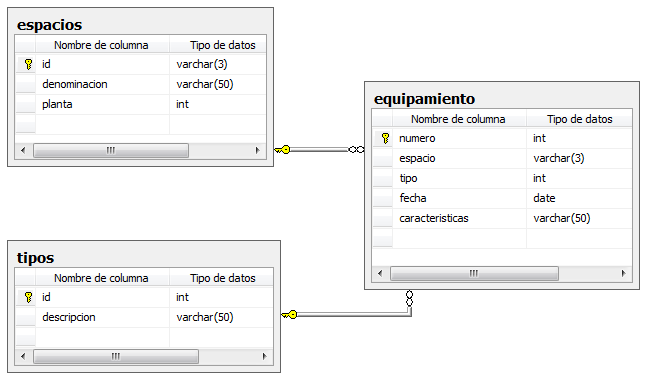 espacios
Nombre de columna Tipo de datos
id varchar(3)
denominacion varchar(50)
planta int
equipamiento
Nombre de columna Tipo de datos
numero int
espacio varchar(3)
tipo int
fecha date
caracteristicas varchar(50)
tipos
Nombre de columna Tipo de datos
id int
descripcion varchar(50)